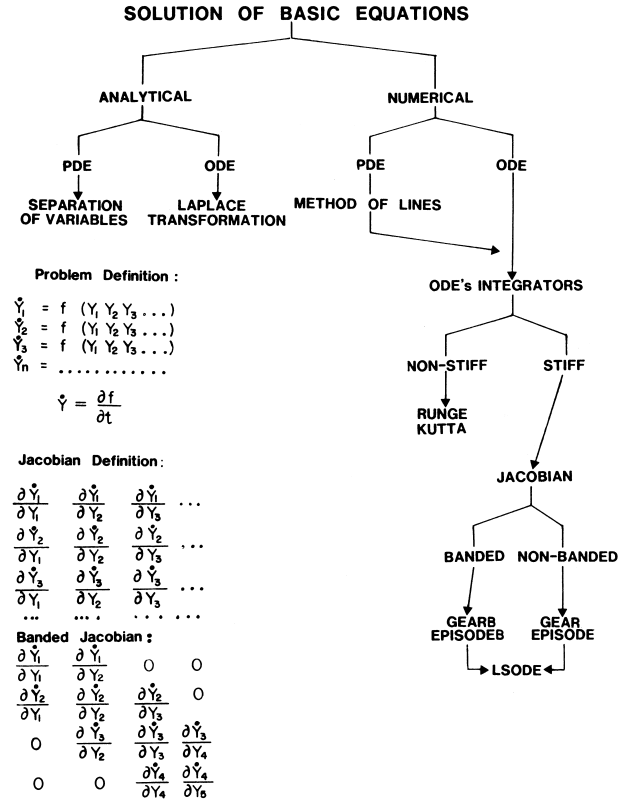 SOLUTION OF BASIC EQUATIONS
ANALYTICAL NUMERICAL
PDE ODE PDE ODE
SEPARATION OF VARIABLES
LAPLACE TRANSFORMATION
METHOD OF LINES
ODE's INTEGRATORS
NON-STIFF STIFF
RUNGE
KUTTA
JACOBIAN
BANDED NON-BANDED
GEARB
EPISODEB
GEAR
EPISODE
LSODE
Problem Definition :
Ẏ₁ = f (Y₁ Y₂ Y₃ ...)
Ẏ₂ = f (Y₁ Y₂ Y₃ ...)
Ẏ₃ = f (Y₁ Y₂ Y₃ ...)
Ẏn = ............
Ẏ = ∂f/∂t
Jacobian Definition:
∂Ẏ₁/∂Y₁ ∂Ẏ₁/∂Y₂ ∂Ẏ₁/∂Y₃ ...
∂Ẏ₂/∂Y₁ ∂Ẏ₂/∂Y₂ ∂Ẏ₂/∂Y₃ ...
∂Ẏ₃/∂Y₁ ∂Ẏ₃/∂Y₂ ∂Ẏ₃/∂Y₃ ...
... .... .... ...
Banded Jacobian:
∂Ẏ₁/∂Y₁ ∂Ẏ₁/∂Y₂ 0 0
∂Ẏ₂/∂Y₁ ∂Ẏ₂/∂Y₂ ∂Ẏ₂/∂Y₃ 0
0 ∂Ẏ₃/∂Y₂ ∂Ẏ₃/∂Y₃ ∂Ẏ₃/∂Y₄
0 0 ∂Ẏ₄/∂Y₄ ∂Ẏ₄/∂Y₅